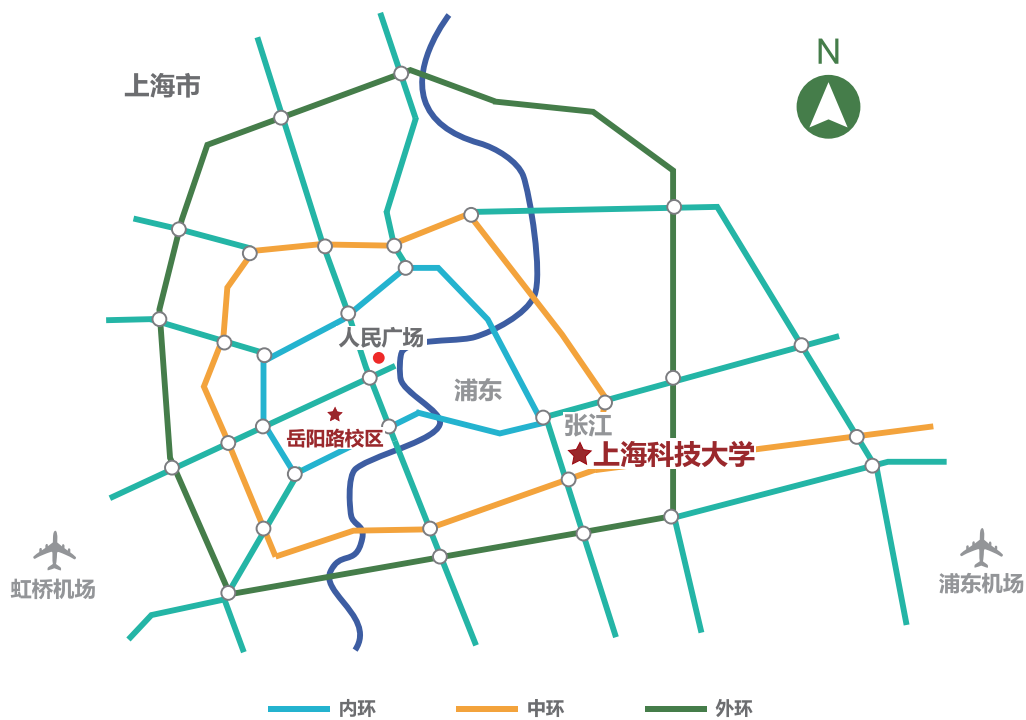 N
上海市
人民广场
浦东
张江
岳阳路校区
上海科技大学
虹桥机场
浦东机场
内环
中环
外环